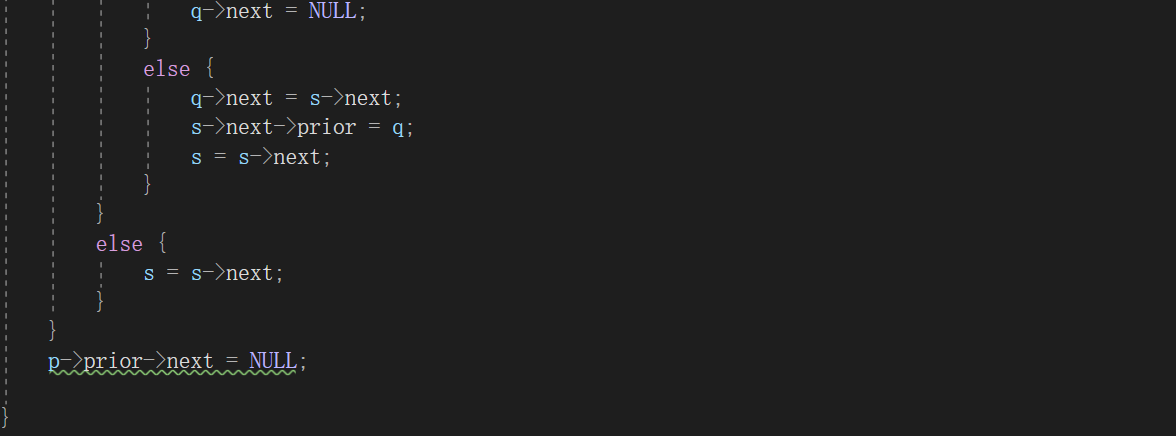 q->next = NULL;
}
else {
q->next = s->next;
s->next->prior = q;
s = s->next;
}
}
else {
s = s->next;
}
}
p->prior->next = NULL;
}